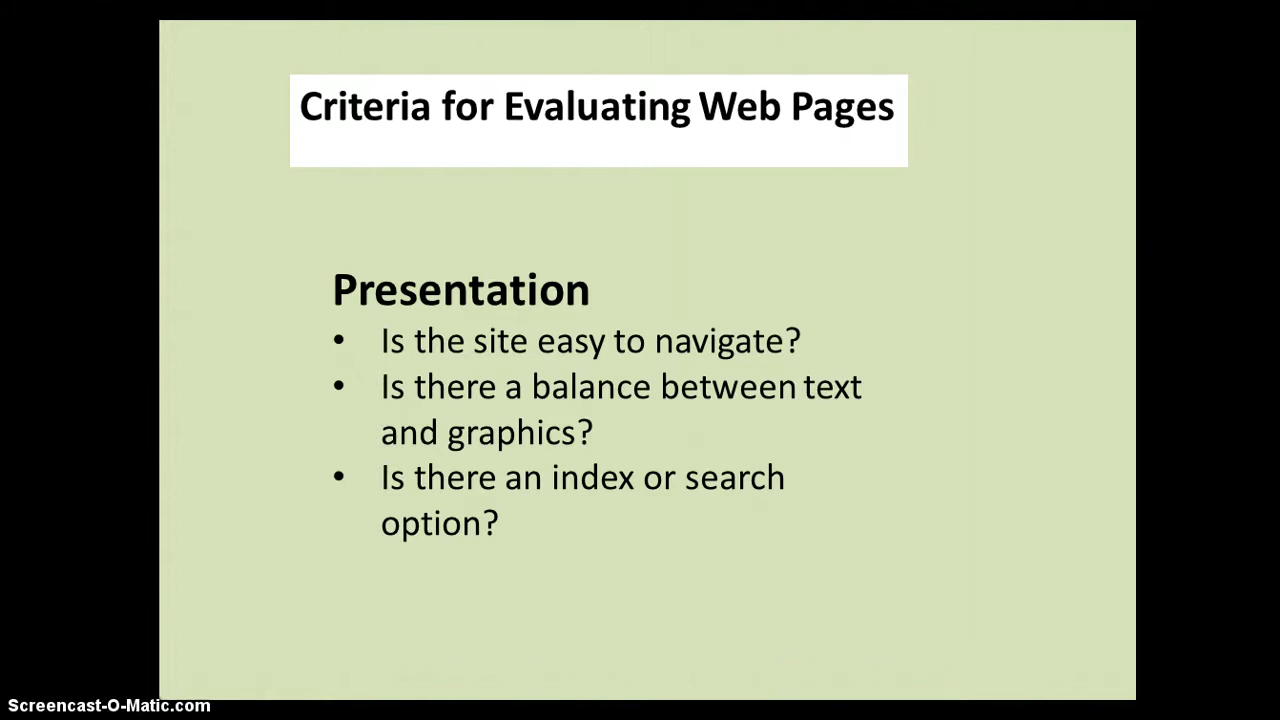 Criteria for Evaluating Web Pages
Presentation
• Is the site easy to navigate?
• Is there a balance between text
and graphics?
• Is there an index or search
option?
Screencast-O-Matic.com